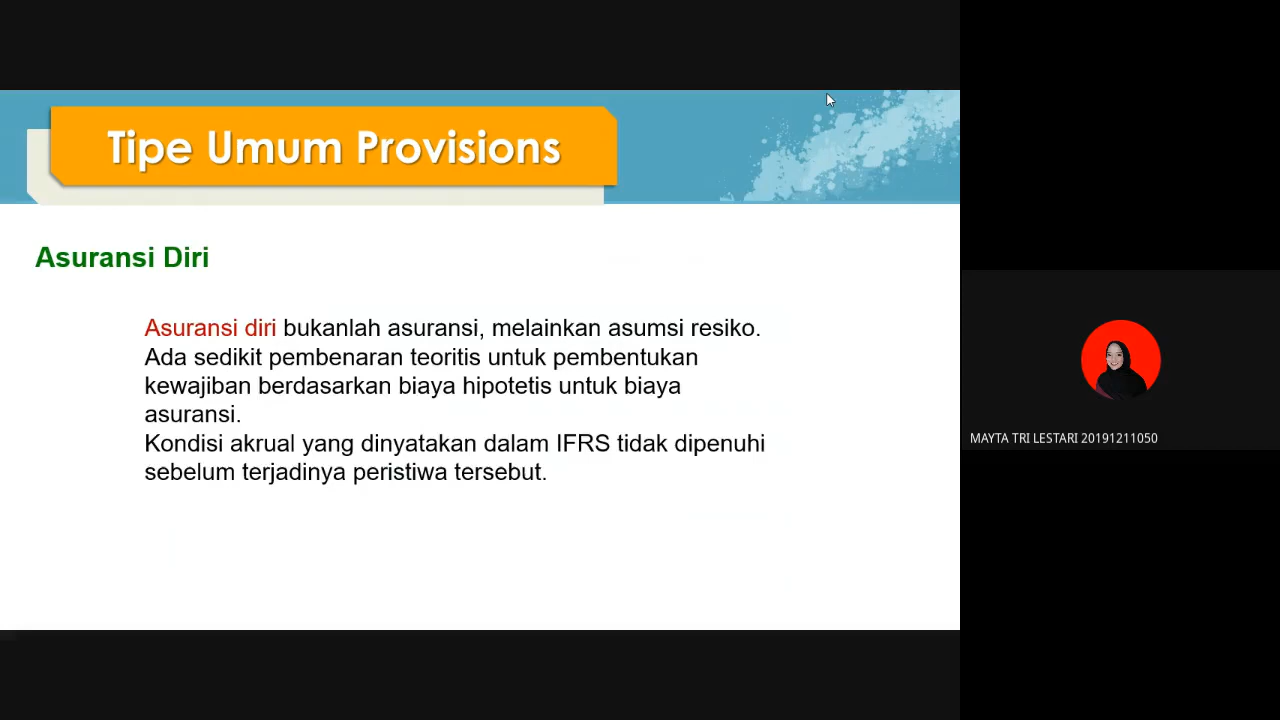 Tipe Umum Provisions
Asuransi Diri
Asuransi diri bukanlah asuransi, melainkan asumsi resiko.
Ada sedikit pembenaran teoritis untuk pembentukan
kewajiban berdasarkan biaya hipotetis untuk biaya
asuransi.
Kondisi akrual yang dinyatakan dalam IFRS tidak dipenuhi
sebelum terjadinya peristiwa tersebut.
MAYTA TRI LESTARI 20191211050